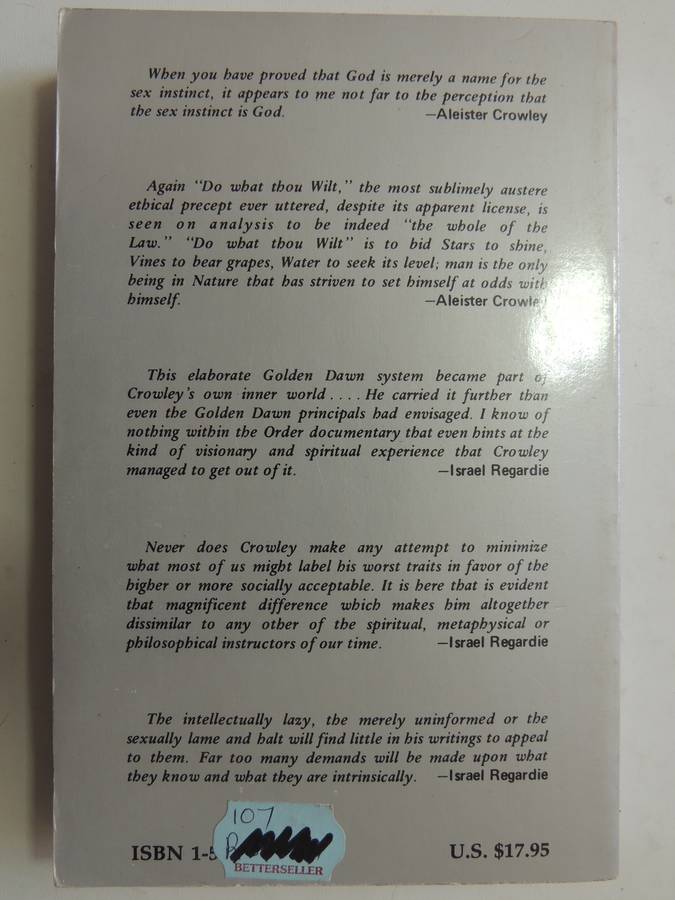 When you have proved that God is merely a name for the
sex instinct, it appears to me not far to the perception that
the sex instinct is God. —Aleister Crowley
Again "Do what thou Wilt," the most sublimely austere
ethical precept ever uttered, despite its apparent license, is
seen on analysis to be indeed "the whole of the
Law." "Do what thou Wilt" is to bid Stars to shine,
Vines to bear grapes, Water to seek its level; man is the only
being in Nature that has striven to set himself at odds with
himself. —Aleister Crowley
This elaborate Golden Dawn system became part of
Crowley's own inner world . . . . He carried it further than
even the Golden Dawn principals had envisaged. I know of
nothing within the Order documentary that even hints at the
kind of visionary and spiritual experience that Crowley
managed to get out of it. —Israel Regardie
Never does Crowley make any attempt to minimize
what most of us might label his worst traits in favor of the
higher or more socially acceptable. It is here that is evident
that magnificent difference which makes him altogether
dissimilar to any other of the spiritual, metaphysical or
philosophical instructors of our time. —Israel Regardie
The intellectually lazy, the merely uninformed or the
sexually lame and halt will find little in his writings to appeal
to them. Far too many demands will be made upon what
they know and what they are intrinsically. —Israel Regardie
107
BETTERSELLER
ISBN 1-5 U.S. $17.95